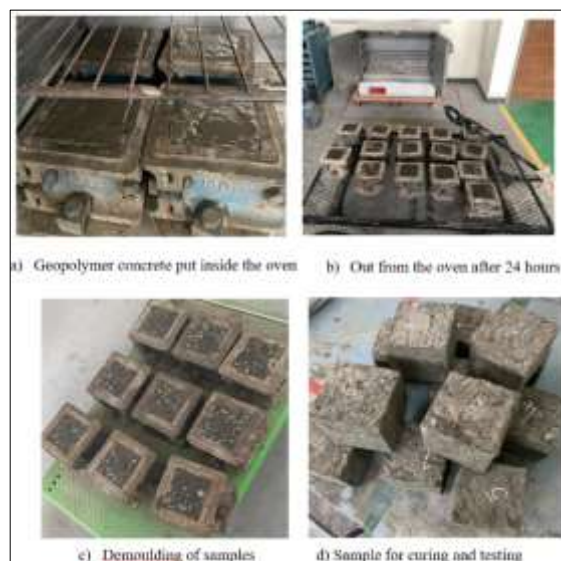 a) Geopolymer concrete put inside the oven
b) Out from the oven after 24 hours
c) Demoulding of samples
d) Sample for curing and testing